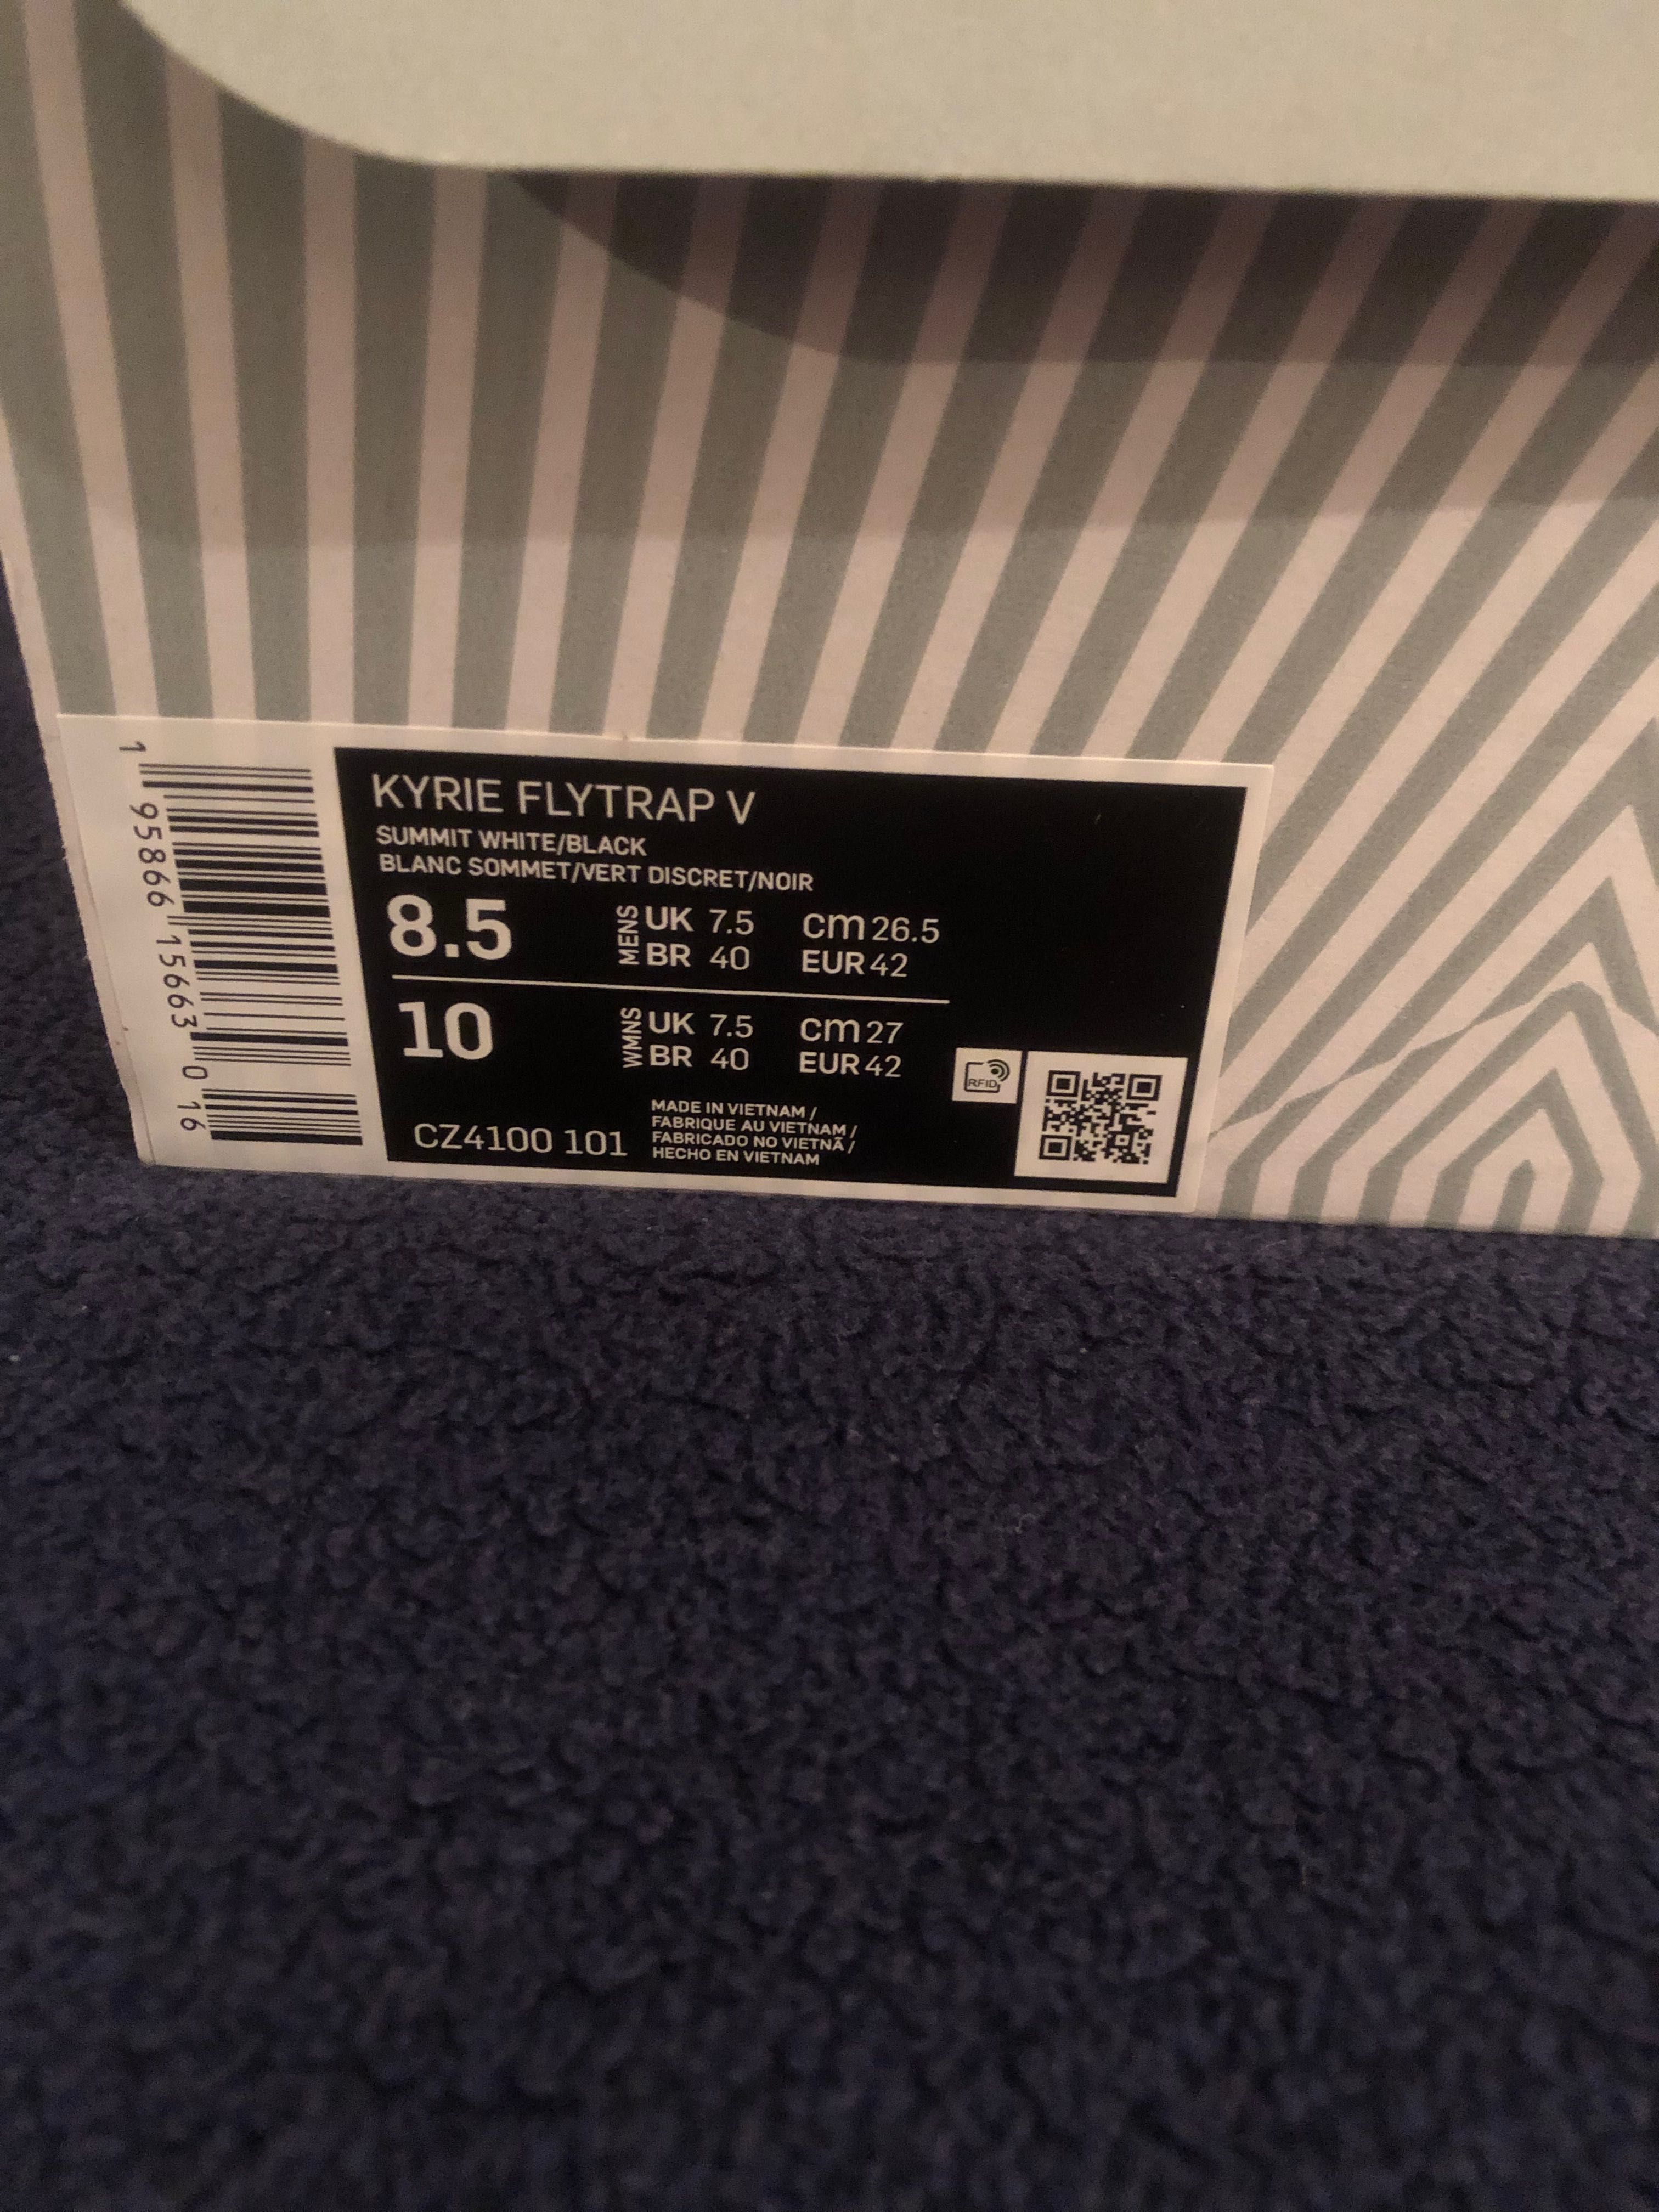 KYRIE FLYTRAP V
SUMMIT WHITE/BLACK
BLANC SOMMET/VERT DISCRET/NOIR
8.5 MENS UK 7.5 cm 26.5
BR 40 EUR 42
10 WMNS UK 7.5 cm 27
BR 40 EUR 42
RFID
CZ4100 101
MADE IN VIETNAM /
FABRIQUE AU VIETNAM /
FABRICADO NO VIETNÃ /
HECHO EN VIETNAM
1 95866 15663 0 16